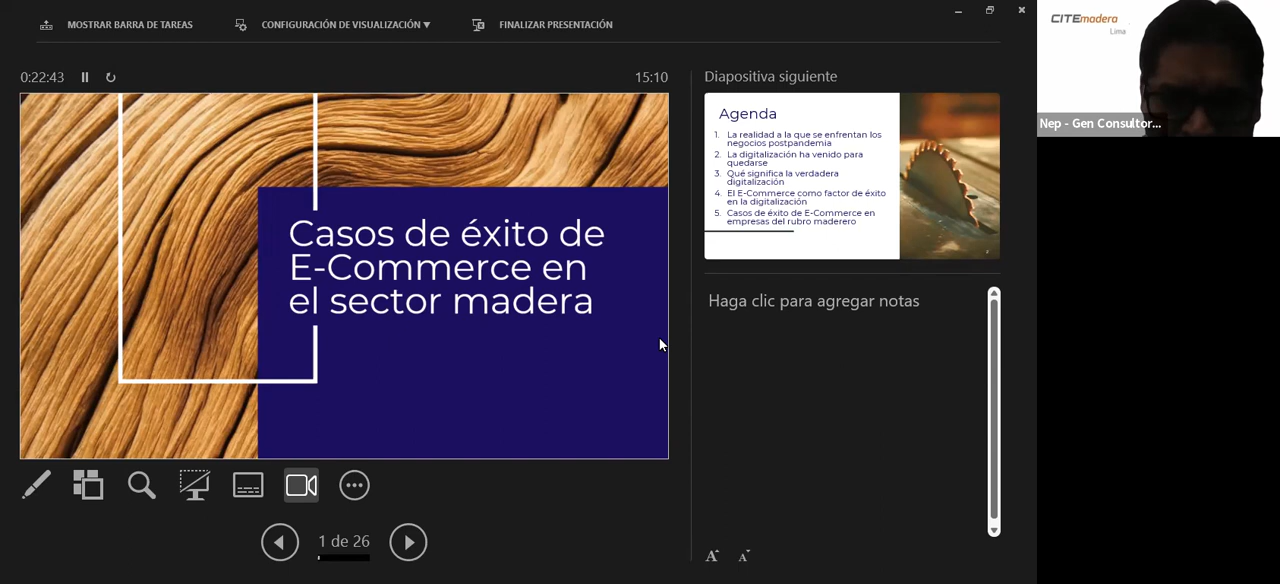 MOSTRAR BARRA DE TAREAS
CONFIGURACIÓN DE VISUALIZACIÓN ▼
FINALIZAR PRESENTACIÓN
0:22:43
15:10
Casos de éxito de
E-Commerce en
el sector madera
1 de 26
Diapositiva siguiente
Agenda
1. La realidad a la que se enfrentan los
negocios postpandemia
2. La digitalización ha venido para
quedarse
3. Qué significa la verdadera
digitalización
4. El E-Commerce como factor de éxito
en la digitalización
5. Casos de éxito de E-Commerce en
empresas del rubro maderero
Haga clic para agregar notas
A A
CITEmadera
Lima
Nep - Gen Consultor...